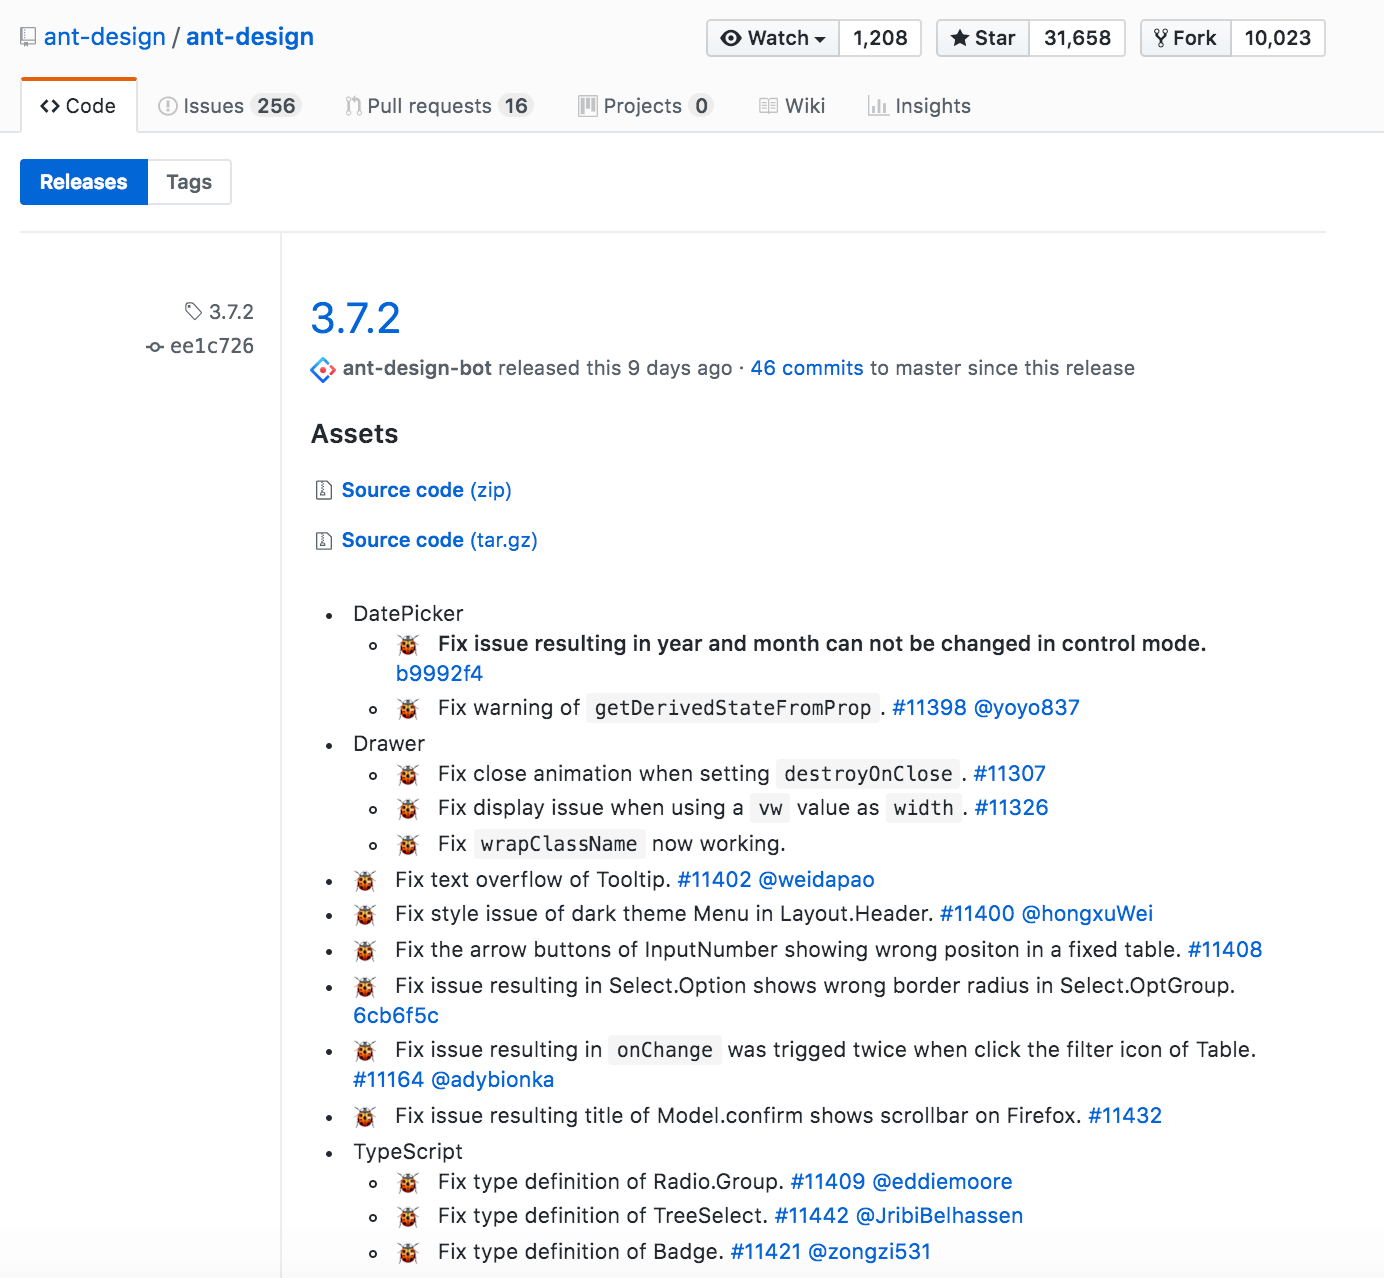 ant-design / ant-design
Watch 1,208 Star 31,658 Fork 10,023
Code Issues 256 Pull requests 16 Projects 0 Wiki Insights
Releases Tags
3.7.2
ee1c726
3.7.2
ant-design-bot released this 9 days ago · 46 commits to master since this release
Assets
Source code (zip)
Source code (tar.gz)
DatePicker
Fix issue resulting in year and month can not be changed in control mode.
b9992f4
Fix warning of getDerivedStateFromProp . #11398 @yoyo837
Drawer
Fix close animation when setting destroyOnClose . #11307
Fix display issue when using a vw value as width . #11326
Fix wrapClassName now working.
Fix text overflow of Tooltip. #11402 @weidapao
Fix style issue of dark theme Menu in Layout.Header. #11400 @hongxuWei
Fix the arrow buttons of InputNumber showing wrong positon in a fixed table. #11408
Fix issue resulting in Select.Option shows wrong border radius in Select.OptGroup.
6cb6f5c
Fix issue resulting in onChange was trigged twice when click the filter icon of Table.
#11164 @adybionka
Fix issue resulting title of Model.confirm shows scrollbar on Firefox. #11432
TypeScript
Fix type definition of Radio.Group. #11409 @eddiemoore
Fix type definition of TreeSelect. #11442 @JribiBelhassen
Fix type definition of Badge. #11421 @zongzi531